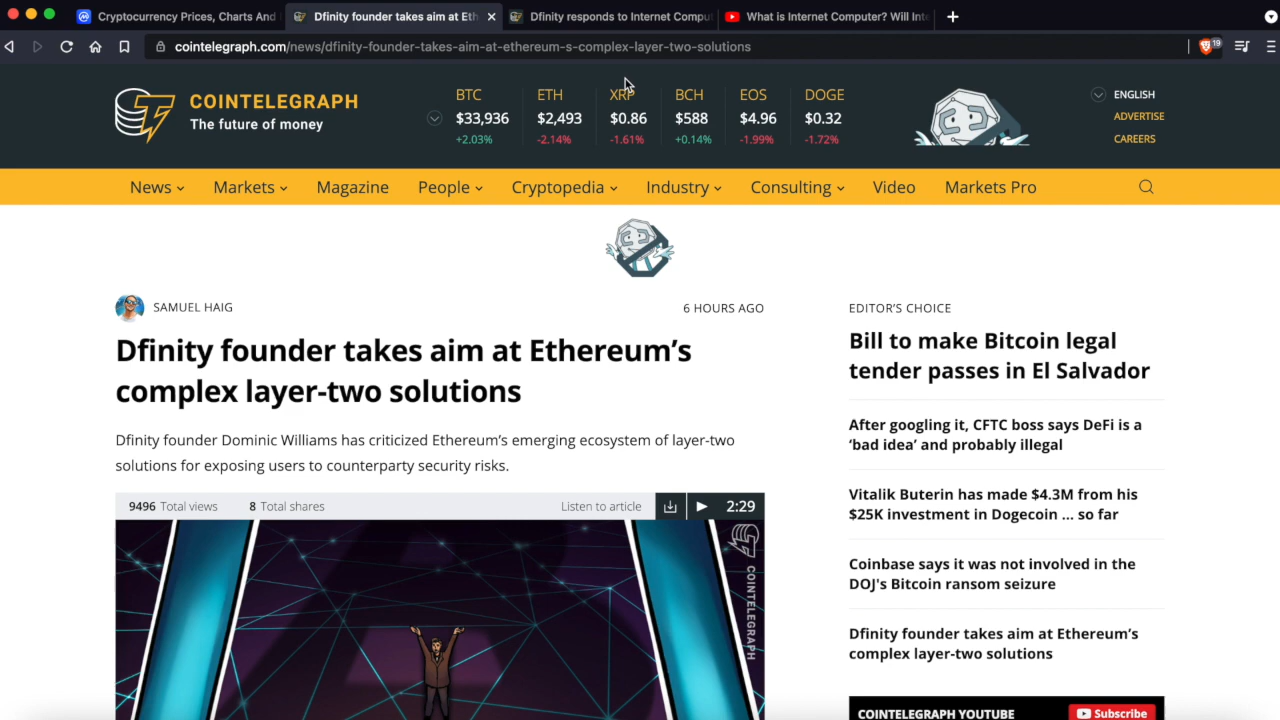 Cryptocurrency Prices, Charts And
Dfinity founder takes aim at Eth
Dfinity responds to Internet Comput
What is Internet Computer? Will Inte
cointelegraph.com/news/dfinity-founder-takes-aim-at-ethereum-s-complex-layer-two-solutions
19
COINTELEGRAPH
The future of money
BTC
$33,936
+2.03%
ETH
$2,493
-2.14%
XRP
$0.86
-1.61%
BCH
$588
+0.14%
EOS
$4.96
-1.99%
DOGE
$0.32
-1.72%
ENGLISH
ADVERTISE
CAREERS
News
Markets
Magazine
People
Cryptopedia
Industry
Consulting
Video
Markets Pro
SAMUEL HAIG
6 HOURS AGO
Dfinity founder takes aim at Ethereum’s
complex layer-two solutions
Dfinity founder Dominic Williams has criticized Ethereum’s emerging ecosystem of layer-two
solutions for exposing users to counterparty security risks.
9496 Total views
8 Total shares
Listen to article
2:29
COINTELEGRAPH
EDITOR’S CHOICE
Bill to make Bitcoin legal
tender passes in El Salvador
After googling it, CFTC boss says DeFi is a
‘bad idea’ and probably illegal
Vitalik Buterin has made $4.3M from his
$25K investment in Dogecoin ... so far
Coinbase says it was not involved in the
DOJ's Bitcoin ransom seizure
Dfinity founder takes aim at Ethereum’s
complex layer-two solutions
COINTELEGRAPH YOUTUBE
Subscribe